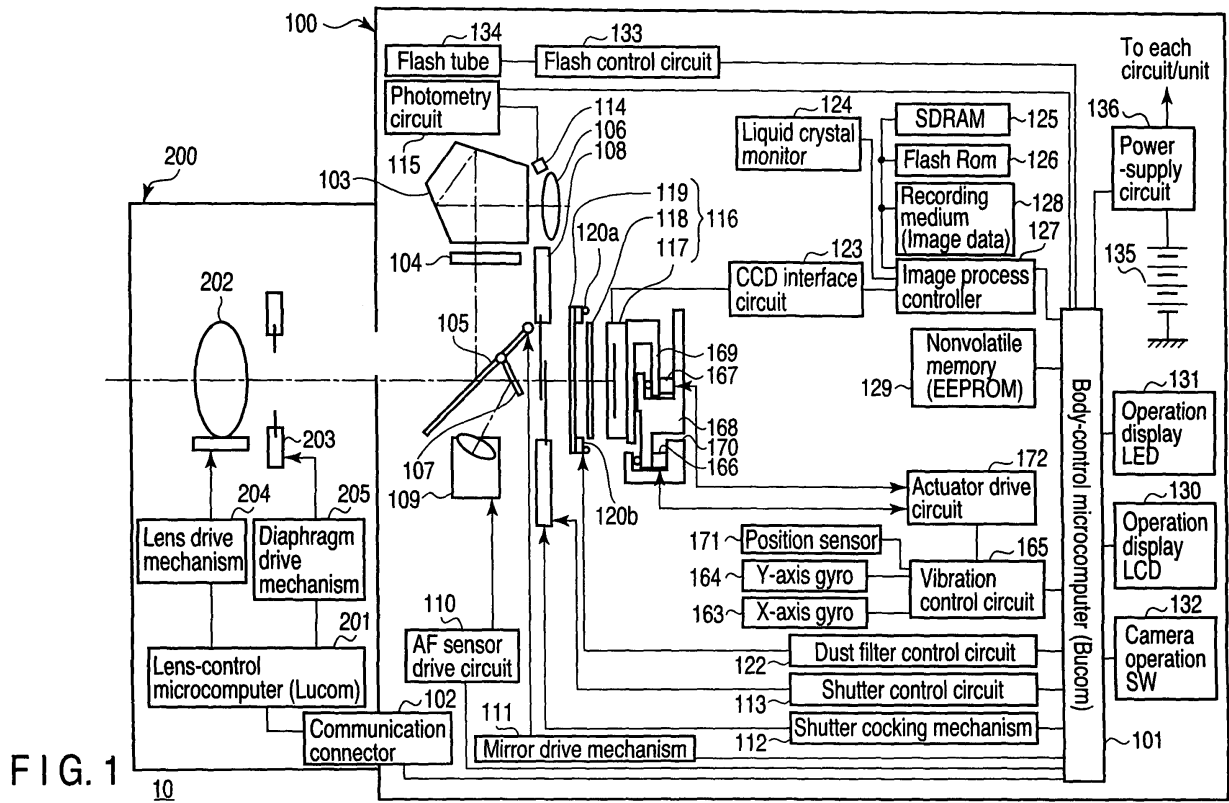 100
134
133
Flash tube
Flash control circuit
To each
circuit/unit
Photometry
circuit
114
106
108
115
103
124
Liquid crystal
monitor
SDRAM
125
136
Flash Rom
126
Power
-supply
circuit
200
119
118
116
117
Recording
medium
(Image data)
128
120a
123
127
104
CCD interface
circuit
Image process
controller
135
202
105
169
167
Nonvolatile
memory
(EEPROM)
129
131
Operation
display
LED
168
170
166
203
107
109
120b
172
Actuator drive
circuit
130
Operation
display
LCD
204
205
Lens drive
mechanism
Diaphragm
drive
mechanism
171
Position sensor
165
164
Y-axis gyro
Vibration
control circuit
163
X-axis gyro
Body-control microcomputer (Bucom)
132
Camera
operation
SW
110
AF sensor
drive circuit
201
Lens-control
microcomputer (Lucom)
122
Dust filter control circuit
113
Shutter control circuit
102
Communication
connector
111
Mirror drive mechanism
112
Shutter cocking mechanism
101
FIG. 1
10